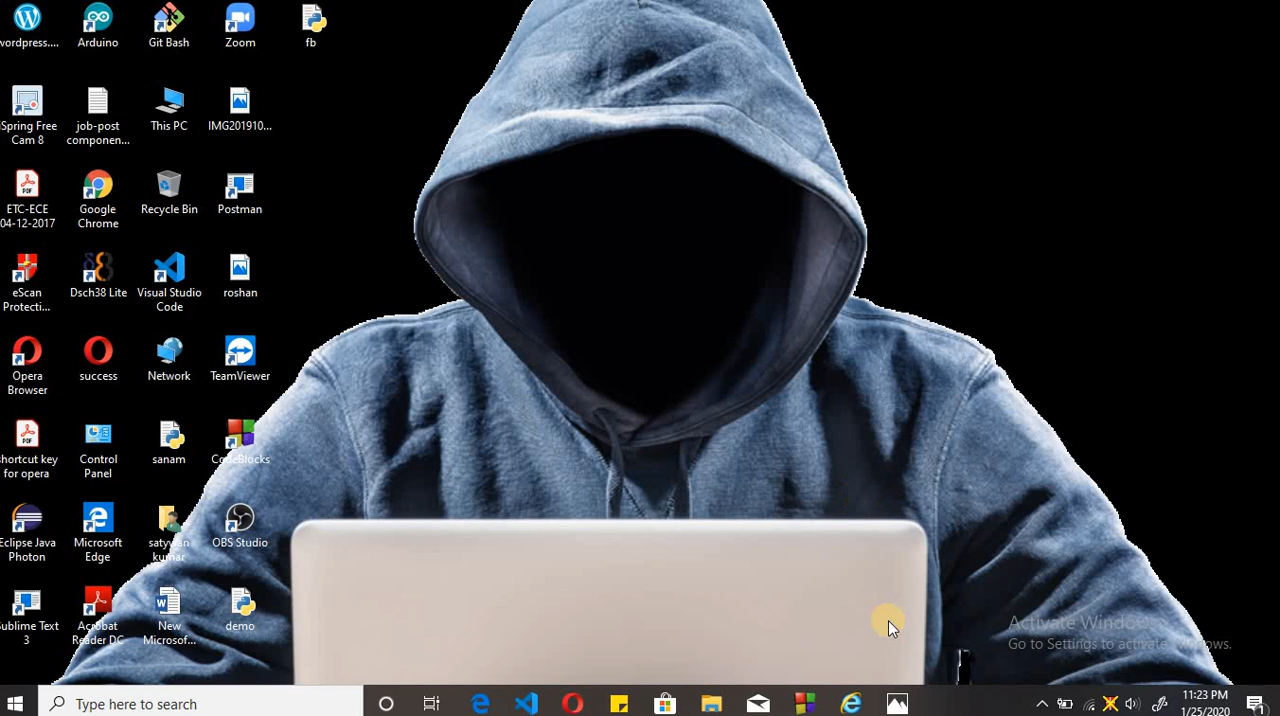 wordpress....
Arduino
Git Bash
Zoom
fb
iSpring Free
Cam 8
job-post
componen...
This PC
IMG201910...
ETC-ECE
04-12-2017
Google
Chrome
Recycle Bin
Postman
eScan
Protecti...
Dsch38 Lite
Visual Studio
Code
roshan
Opera
Browser
success
Network
TeamViewer
shortcut key
for opera
Control
Panel
sanam
CodeBlocks
Eclipse Java
Photon
Microsoft
Edge
satywan
kumar
OBS Studio
Sublime Text
3
Acrobat
Reader DC
New
Microsof...
demo
Activate Windows
Go to Settings to activate Windows.
Type here to search
11:23 PM
1/25/2020